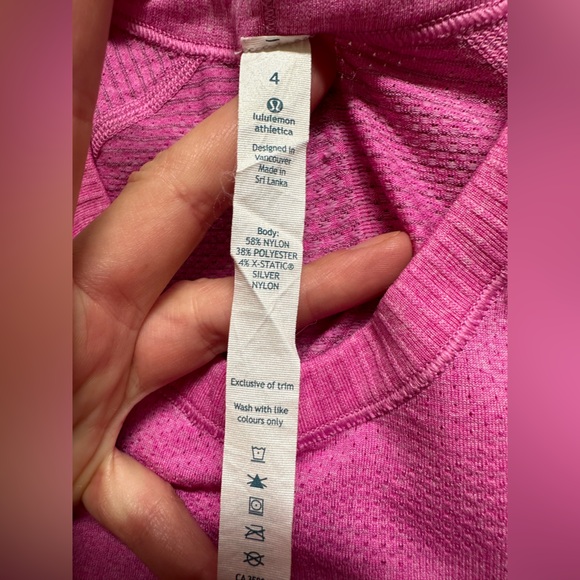 4
lululemon
athletica
Designed in
Vancouver
Made in
Sri Lanka
Body:
58% NYLON
38% POLYESTER
4% X-STATIC®
SILVER
NYLON
Exclusive of trim
Wash with like
colours only